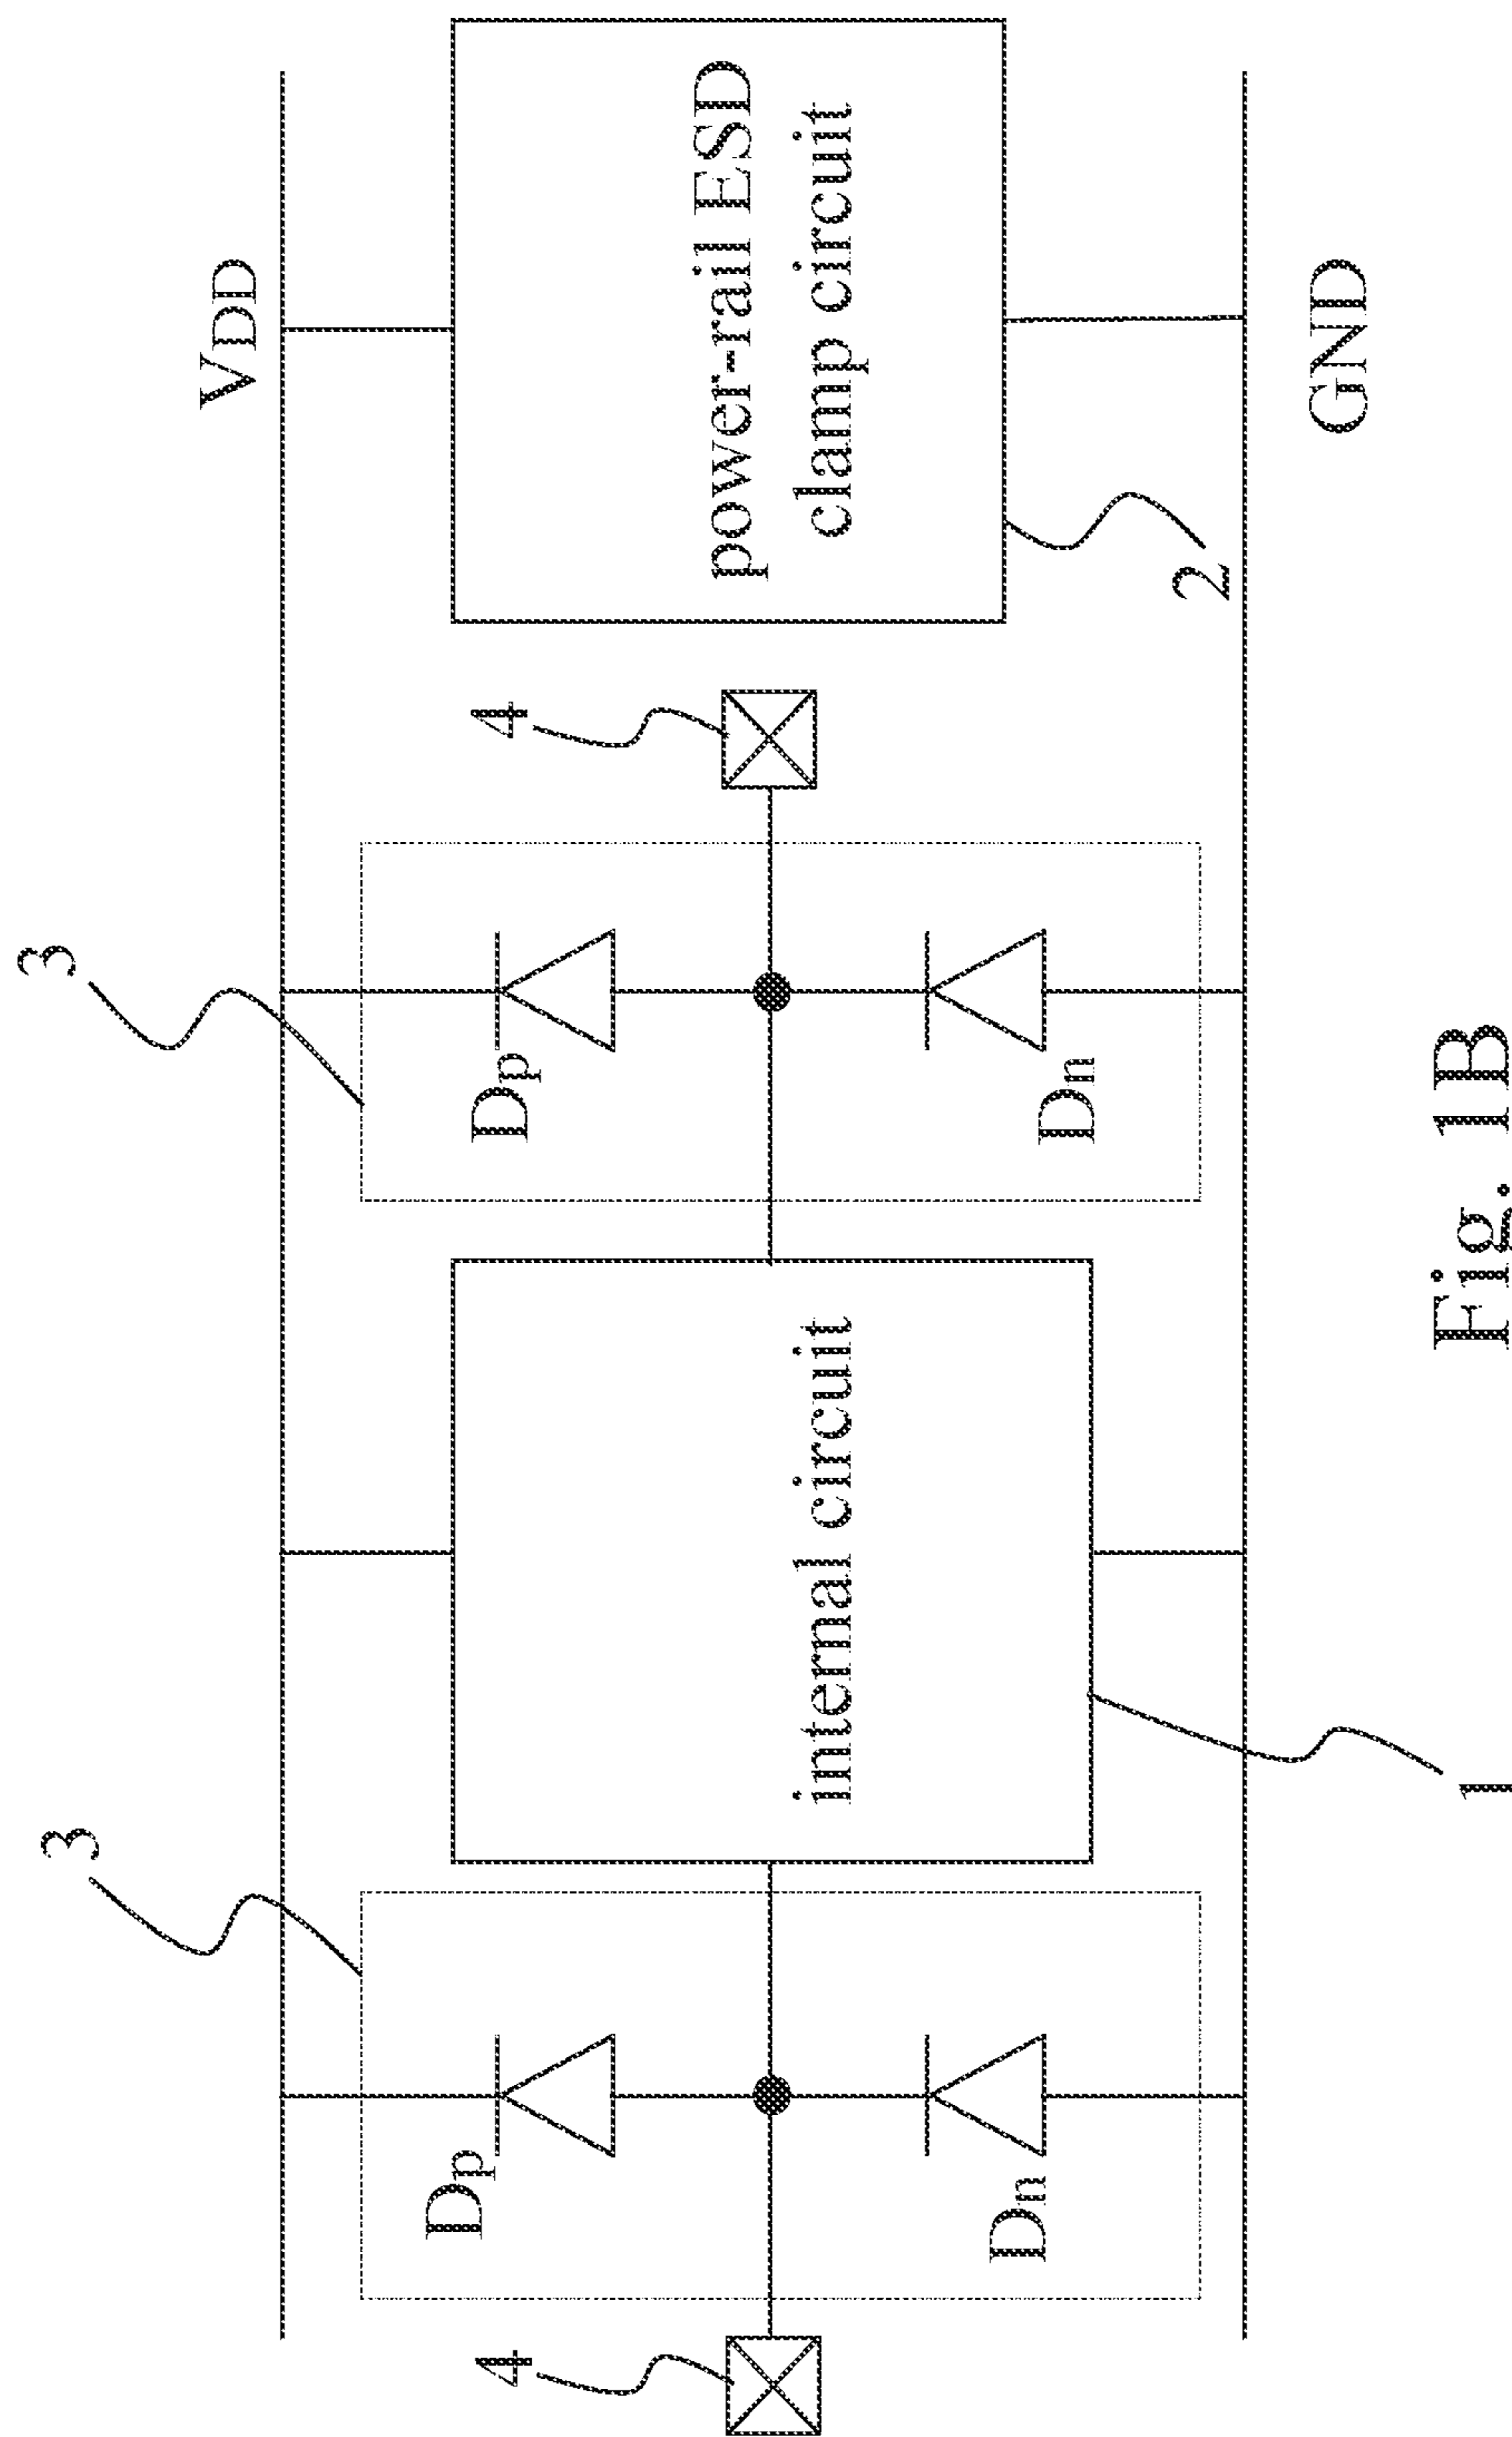 3
3
VDD
4
4
Dp
Dp
power-rail ESD
clamp circuit
internal circuit
Dn
Dn
2
GND
1
Fig. 1B